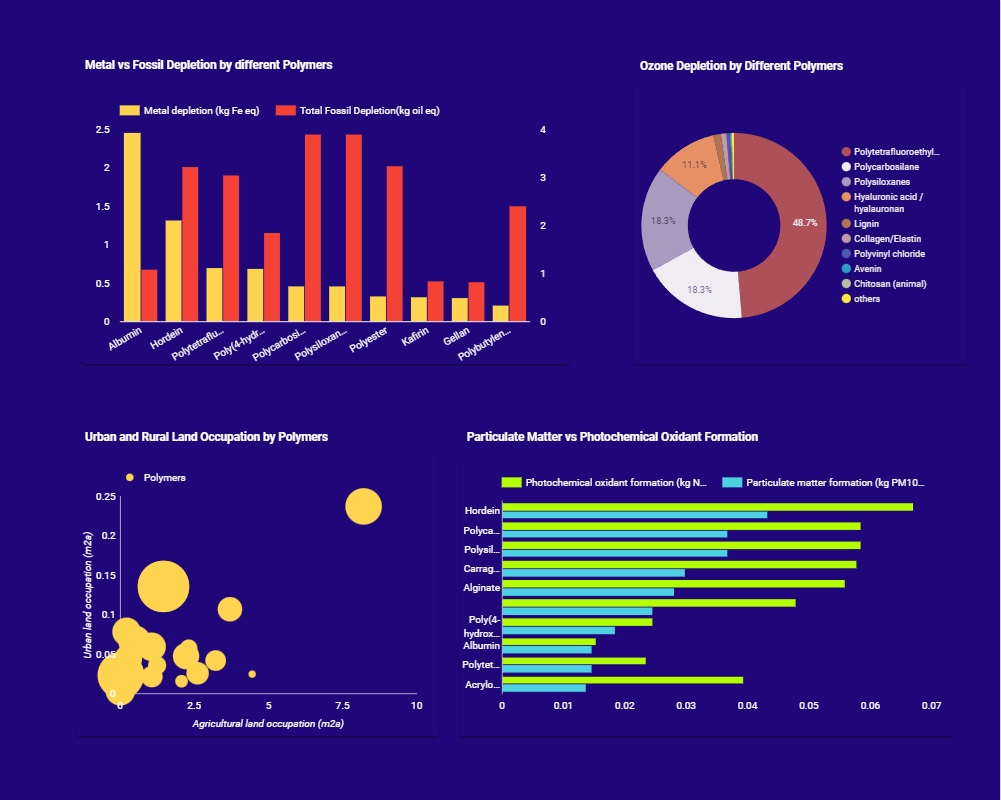 Metal vs Fossil Depletion by different Polymers
Metal depletion (kg Fe eq)
Total Fossil Depletion(kg oil eq)
2.5
2
1.5
1
0.5
0
4
3
2
1
0
Albumin
Hordein
Polytetraflu...
Poly(4-hydr...
Polycarbosi...
Polysiloxan...
Polyester
Kafirin
Gellan
Polybutylen...
Ozone Depletion by Different Polymers
11.1%
18.3%
18.3%
48.7%
Polytetrafluoroethyl...
Polycarbosilane
Polysiloxanes
Hyaluronic acid /
hyalauronan
Lignin
Collagen/Elastin
Polyvinyl chloride
Avenin
Chitosan (animal)
others
Urban and Rural Land Occupation by Polymers
Polymers
Urban land occupation (m2a)
0.25
0.2
0.15
0.1
0.05
0
0
2.5
5
7.5
10
Agricultural land occupation (m2a)
Particulate Matter vs Photochemical Oxidant Formation
Photochemical oxidant formation (kg N...
Particulate matter formation (kg PM10...
Hordein
Polyca...
Polysil...
Carrag...
Alginate
Poly(4-
hydrox...
Albumin
Polytet...
Acrylo...
0
0.01
0.02
0.03
0.04
0.05
0.06
0.07